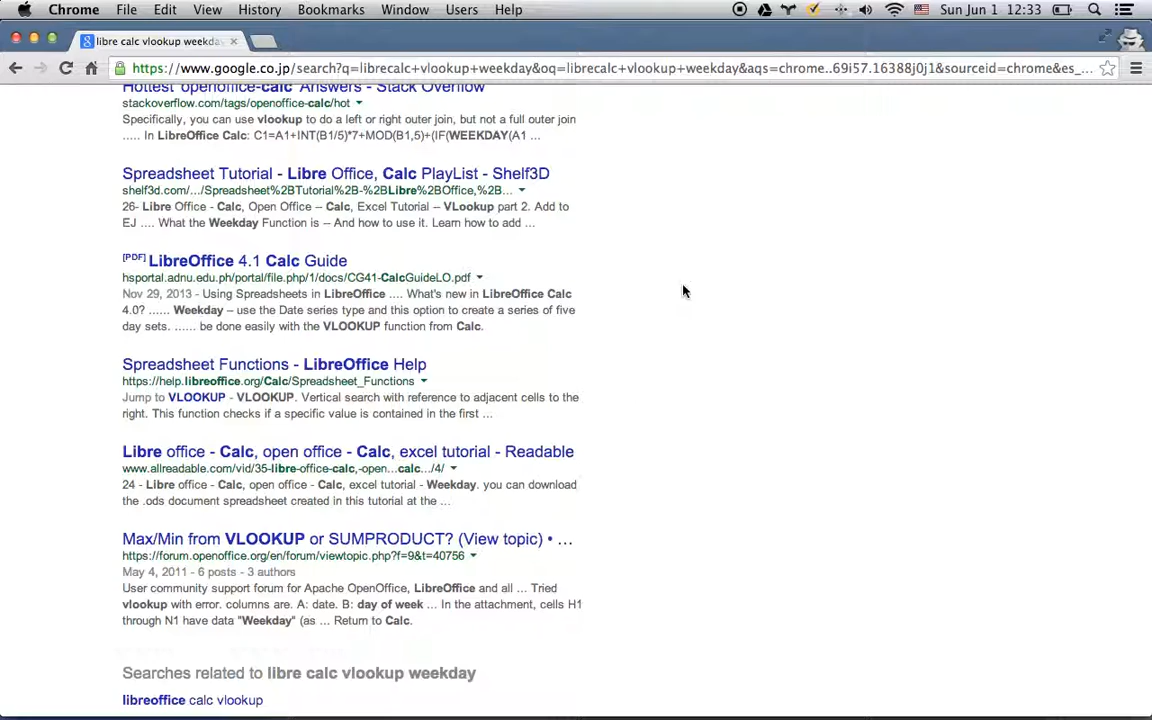 Chrome File Edit View History Bookmarks Window Users Help Sun Jun 1 12:33
libre calc vlookup weekda
https://www.google.co.jp/search?q=librecalc+vlookup+weekday&oq=librecalc+vlookup+weekday&aqs=chrome..69i57.16388j0j1&sourceid=chrome&es_...
Hottest 'openoffice-calc' Answers - Stack Overflow
stackoverflow.com/tags/openoffice-calc/hot
Specifically, you can use vlookup to do a left or right outer join, but not a full outer join
..... In LibreOffice Calc: C1=A1+INT(B1/5)*7+MOD(B1,5)+(IF(WEEKDAY(A1 ...
Spreadsheet Tutorial - Libre Office, Calc PlayList - Shelf3D
shelf3d.com/.../Spreadsheet%2BTutorial%2B-%2BLibre%2BOffice,%2B...
26- Libre Office - Calc, Open Office -- Calc, Excel Tutorial -- VLookup part 2. Add to
EJ .... What the Weekday Function is -- And how to use it. Learn how to add ...
[PDF] LibreOffice 4.1 Calc Guide
hsportal.adnu.edu.ph/portal/file.php/1/docs/CG41-CalcGuideLO.pdf
Nov 29, 2013 - Using Spreadsheets in LibreOffice .... What's new in LibreOffice Calc
4.0? ...... Weekday – use the Date series type and this option to create a series of five
day sets. ...... be done easily with the VLOOKUP function from Calc.
Spreadsheet Functions - LibreOffice Help
https://help.libreoffice.org/Calc/Spreadsheet_Functions
Jump to VLOOKUP - VLOOKUP. Vertical search with reference to adjacent cells to the
right. This function checks if a specific value is contained in the first ...
Libre office - Calc, open office - Calc, excel tutorial - Readable
www.allreadable.com/vid/35-libre-office-calc,-open...calc.../4/
24 - Libre office - Calc, open office - Calc, excel tutorial - Weekday. you can download
the .ods document spreadsheet created in this tutorial at the ...
Max/Min from VLOOKUP or SUMPRODUCT? (View topic) • ...
https://forum.openoffice.org/en/forum/viewtopic.php?f=9&t=40756
May 4, 2011 - 6 posts - 3 authors
User community support forum for Apache OpenOffice, LibreOffice and all ... Tried
vlookup with error. columns are. A: date. B: day of week ... In the attachment, cells H1
through N1 have data "Weekday" (as ... Return to Calc.
Searches related to libre calc vlookup weekday
libreoffice calc vlookup